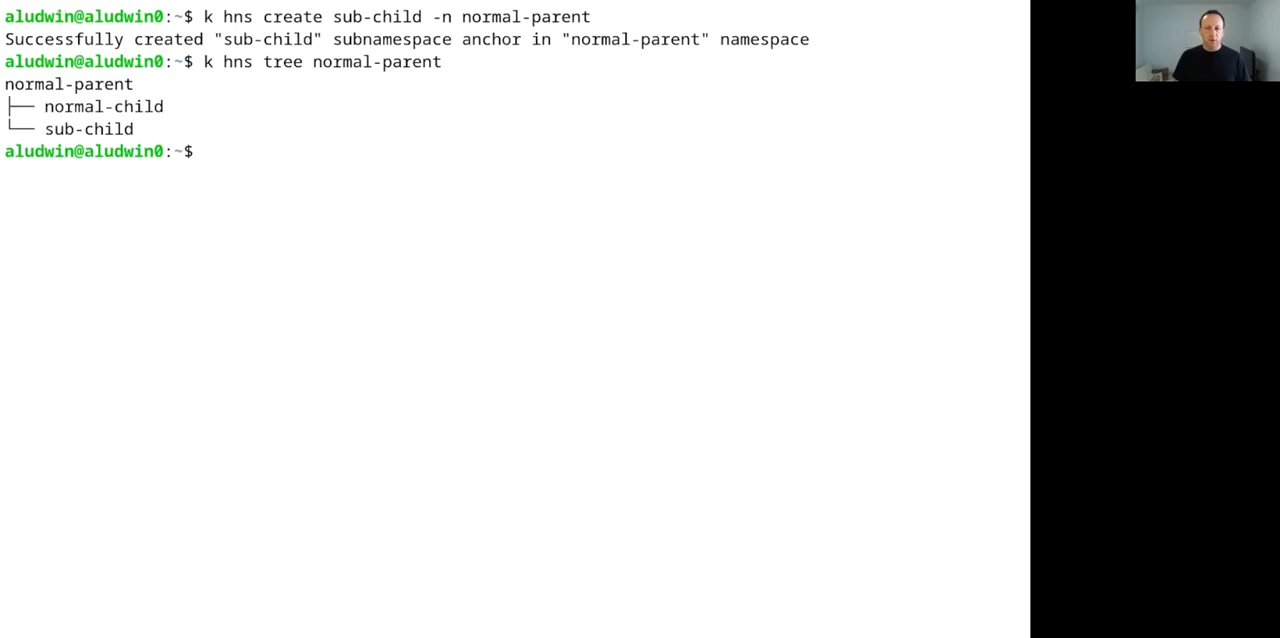 aludwin@aludwin0:~$ k hns create sub-child -n normal-parent
Successfully created "sub-child" subnamespace anchor in "normal-parent" namespace
aludwin@aludwin0:~$ k hns tree normal-parent
normal-parent
├── normal-child
└── sub-child
aludwin@aludwin0:~$